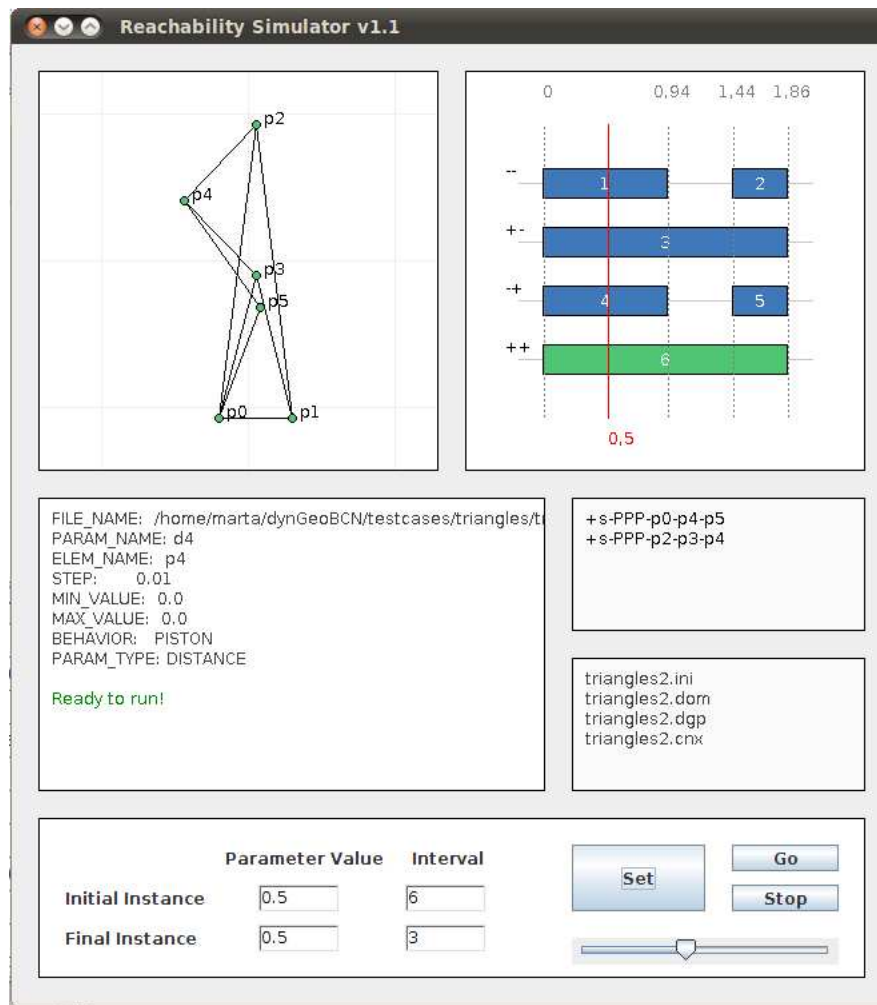 Reachability Simulator v1.1
p2
p4
p3
p5
p0
p1
0 0,94 1,44 1,86
-- 1 2
+- 3
-+ 4 5
++ 6
0,5
FILE_NAME: /home/marta/dynGeoBCN/testcases/triangles/t
PARAM_NAME: d4
ELEM_NAME: p4
STEP: 0.01
MIN_VALUE: 0.0
MAX_VALUE: 0.0
BEHAVIOR: PISTON
PARAM_TYPE: DISTANCE
Ready to run!
+s-PPP-p0-p4-p5
+s-PPP-p2-p3-p4
triangles2.ini
triangles2.dom
triangles2.dgp
triangles2.cnx
Parameter Value Interval
Initial Instance 0.5 6
Final Instance 0.5 3
Set
Go
Stop